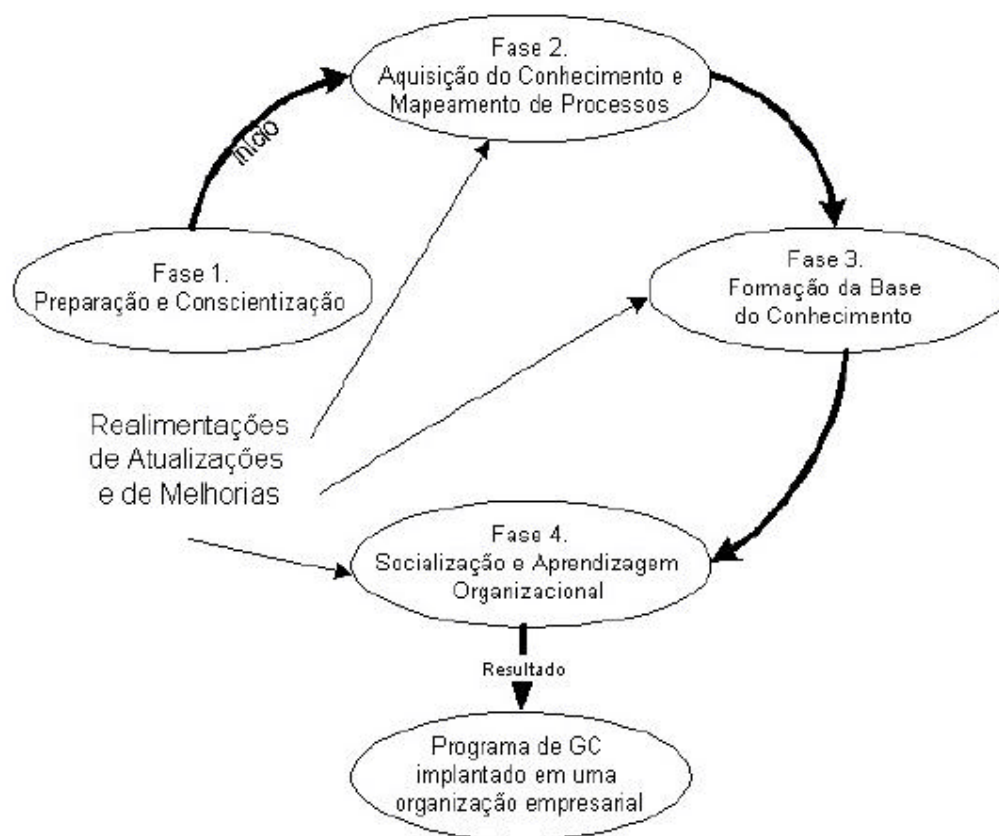 Fase 2.
Aquisição do Conhecimento e
Mapeamento de Processos
Início
Fase 1.
Preparação e Conscientização
Fase 3.
Formação da Base
do Conhecimento
Realimentações
de Atualizações
e de Melhorias
Fase 4.
Socialização e Aprendizagem
Organizacional
Resultado
Programa de GC
implantado em uma
organização empresarial